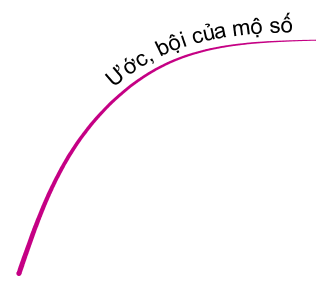 Ước, bội của mộ số